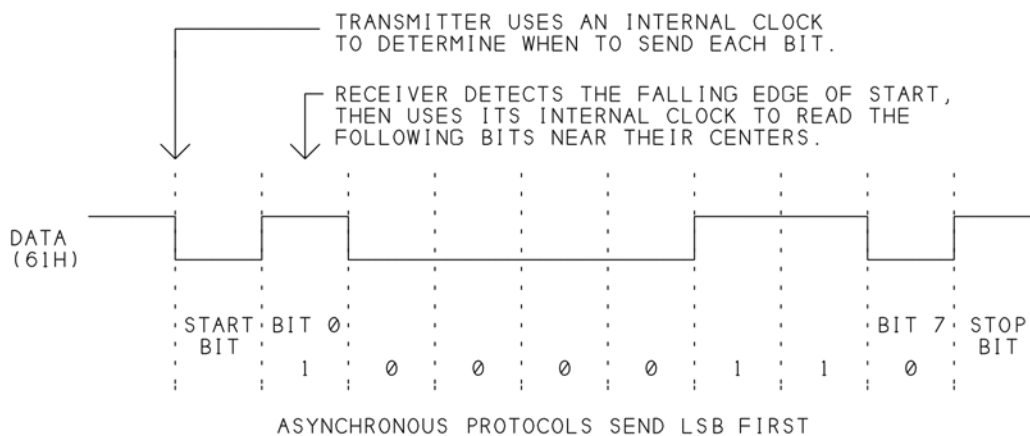 TRANSMITTER USES AN INTERNAL CLOCK
TO DETERMINE WHEN TO SEND EACH BIT.
RECEIVER DETECTS THE FALLING EDGE OF START,
THEN USES ITS INTERNAL CLOCK TO READ THE
FOLLOWING BITS NEAR THEIR CENTERS.
DATA
(61H)
START
BIT
BIT 0
BIT 7
STOP
BIT
1 0 0 0 0 1 1 0
ASYNCHRONOUS PROTOCOLS SEND LSB FIRST